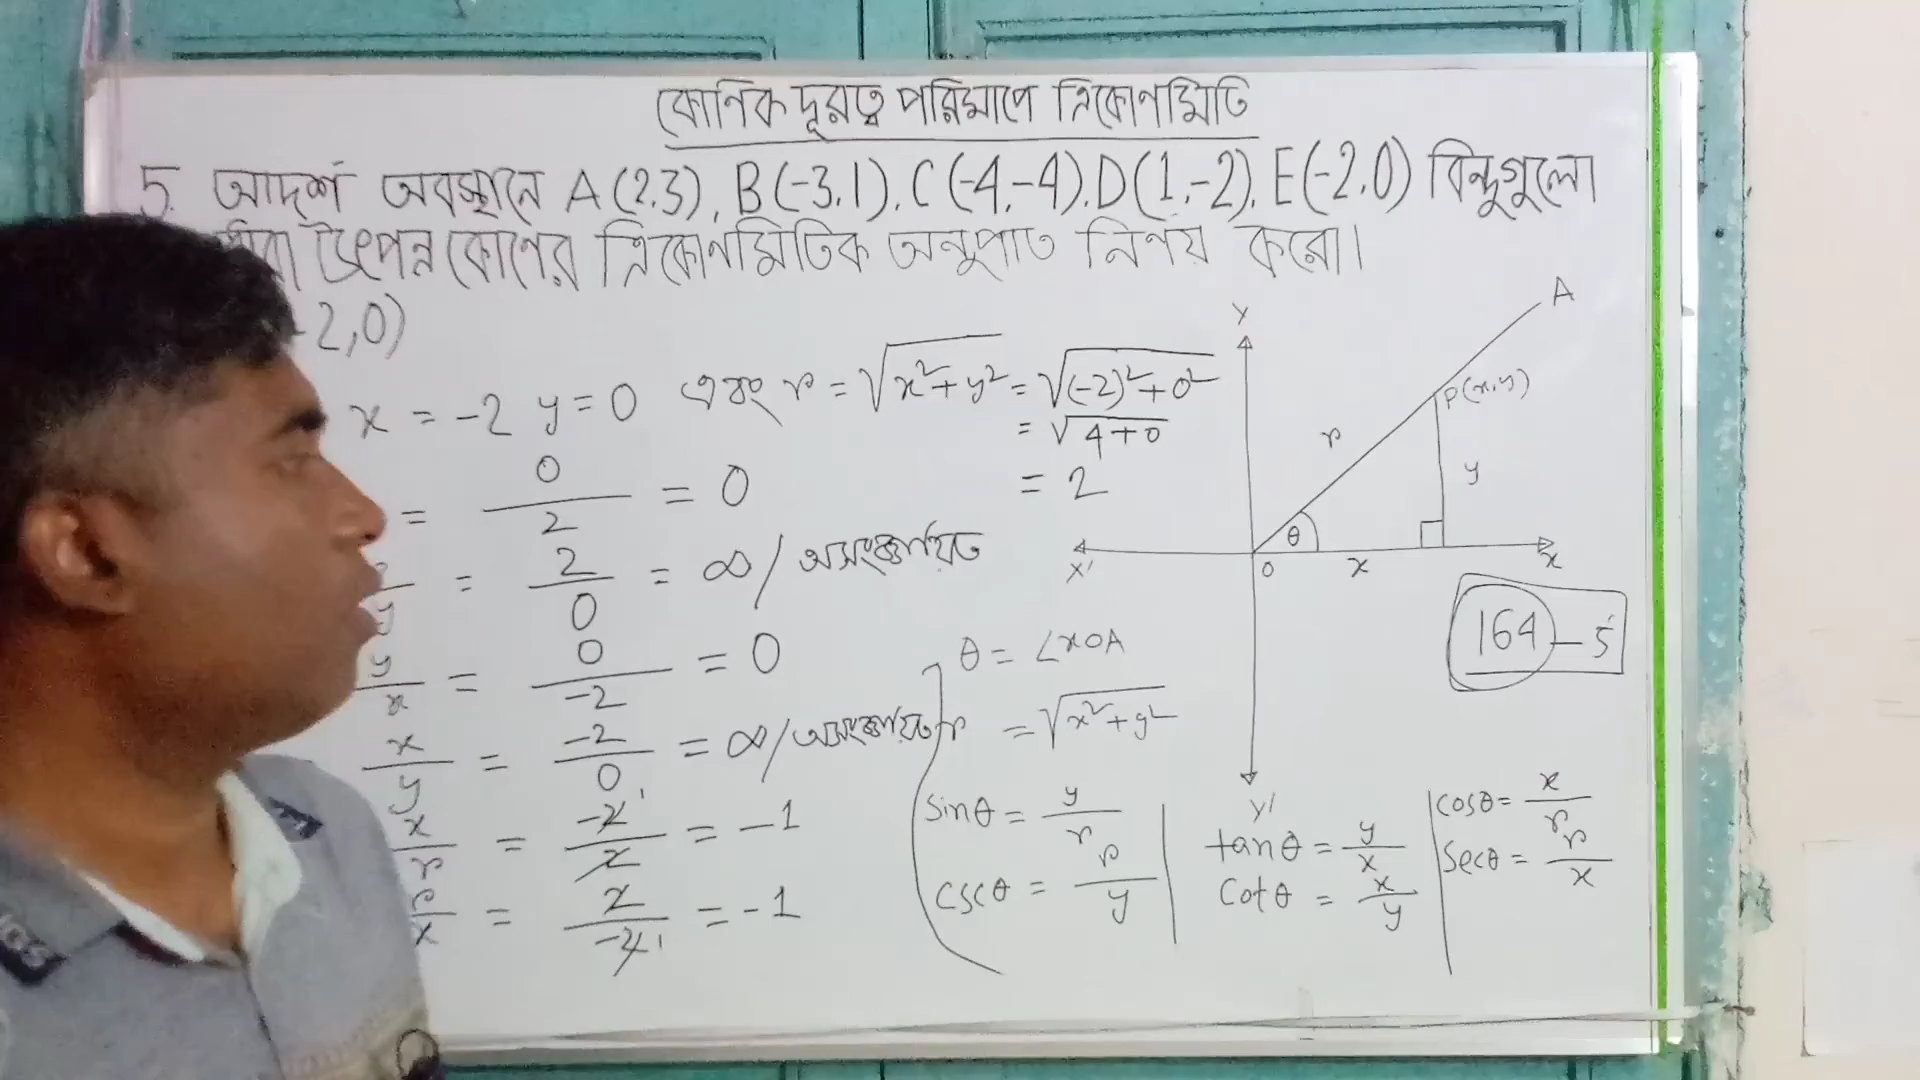 কৌণিক দূরত্ব পরিমাপে ত্রিকোণমিতি
5. আদর্শ অবস্থানে A(2,3), B(-3,1), C(-4,-4), D(1,-2), E(-2,0) বিন্দুগুলো
উৎপন্ন কোণের ত্রিকোণমিতিক অনুপাত নির্ণয় করো।
-2,0)
x = -2 y = 0 এবং r = √(x²+y²) = √((-2)²+0²)
= √(4+0)
= 2
= 0/2 = 0
y = 2/0 = ∞/অসংজ্ঞায়িত
y/x = 0/-2 = 0
x/y = -2/0 = ∞/অসংজ্ঞায়িত
x/r = -2/2 = -1
r/x = 2/-2 = -1
θ = ∠XOA
r = √(x²+y²)
sinθ = y/r
cscθ = r/y
tanθ = y/x
cotθ = x/y
cosθ = x/r
secθ = r/x
Y
A
P(x,y)
r
y
θ
X'
O
x
X
Y'
164 – 5